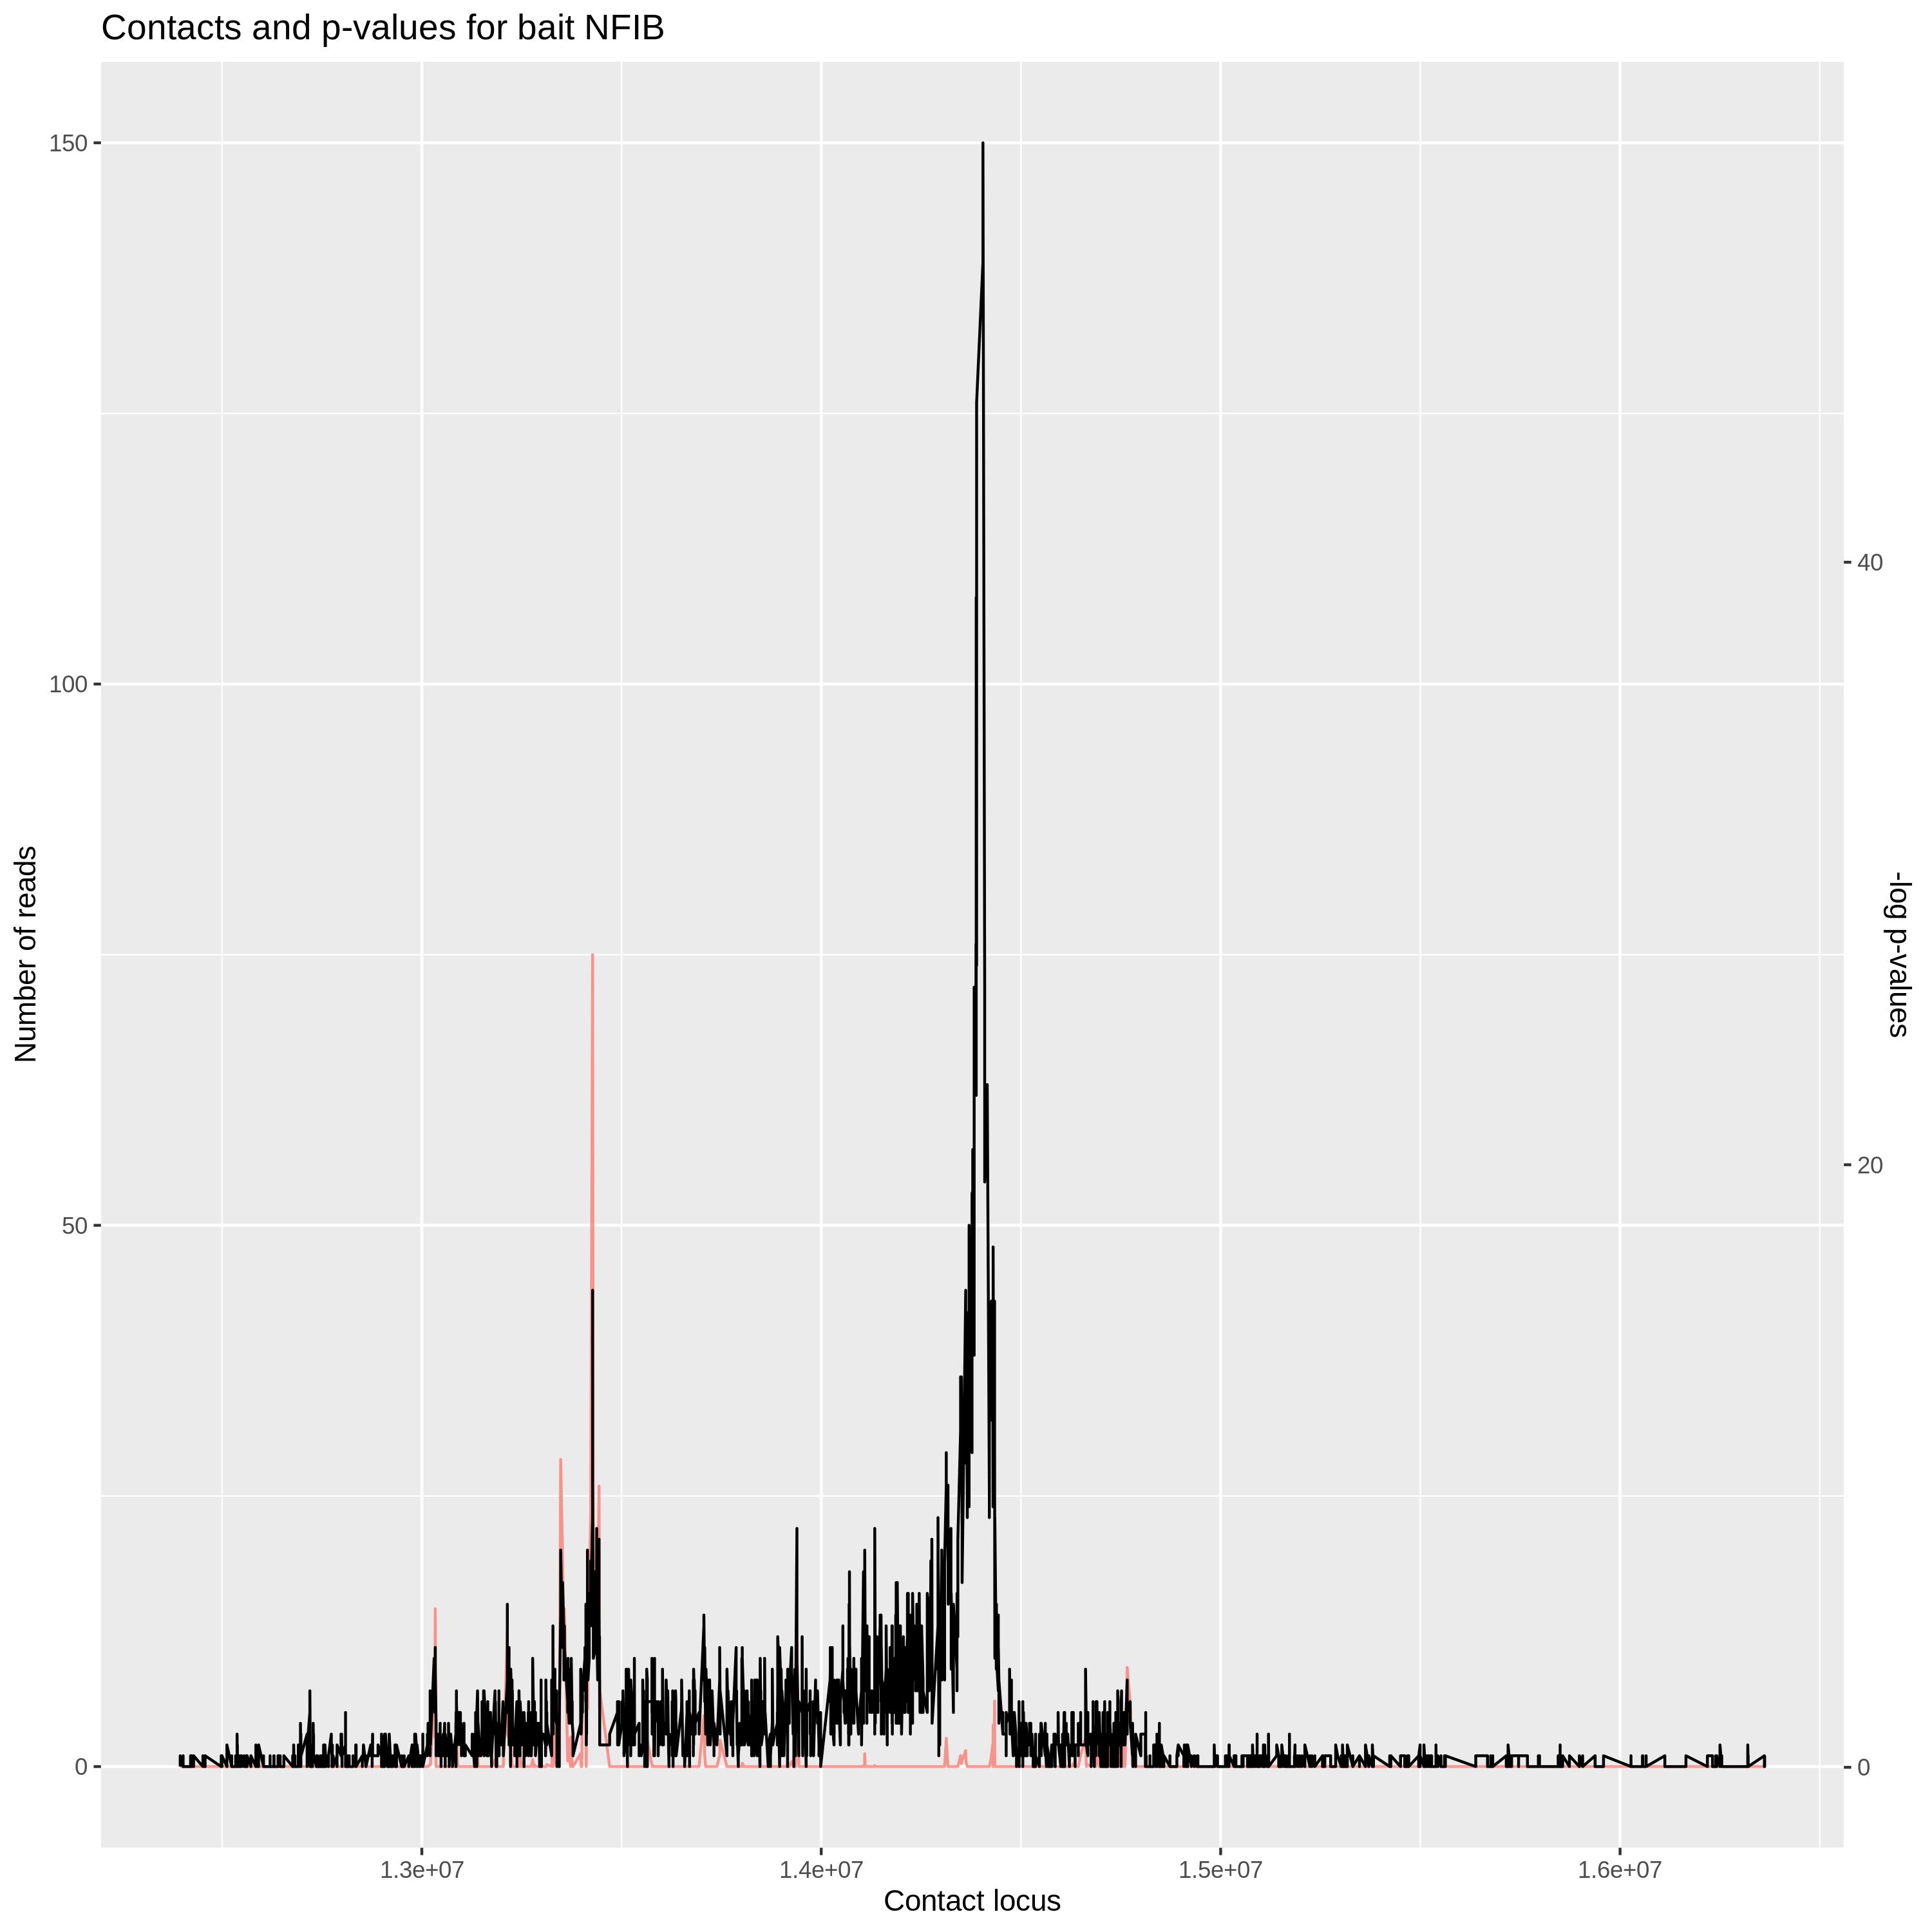 Contacts and p-values for bait NFIB
150
100
50
0
Number of reads
40
20
0
-log p-values
1.3e+07
1.4e+07
1.5e+07
1.6e+07
Contact locus